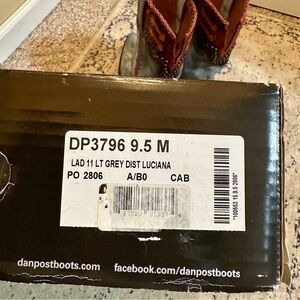 DP3796 9.5 M
LAD 11 LT GREY DIST LUCIANA
PO 2806 A/B0 CAB
danpostboots.com facebook.com/danpostboots